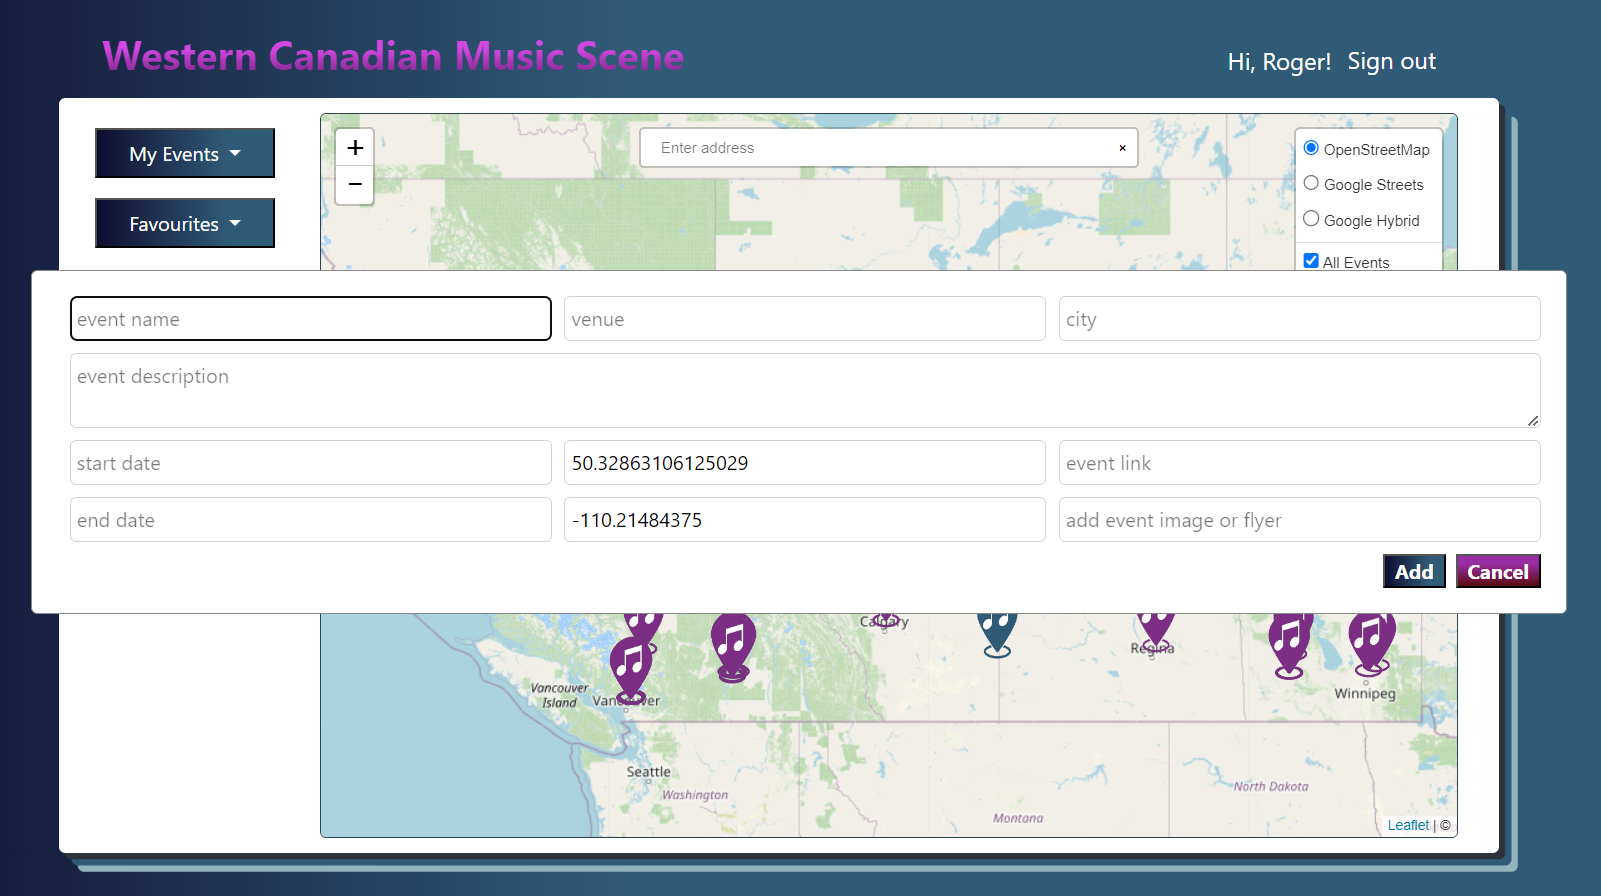 Western Canadian Music Scene
Hi, Roger! Sign out
My Events
Favourites
+
−
Enter address
×
OpenStreetMap
Google Streets
Google Hybrid
All Events
event name
venue
city
event description
start date
50.32863106125029
event link
end date
-110.21484375
add event image or flyer
Add
Cancel
Calgary
Regina
Winnipeg
Vancouver
Island
Vancouver
Seattle
Washington
Montana
North Dakota
Leaflet | ©